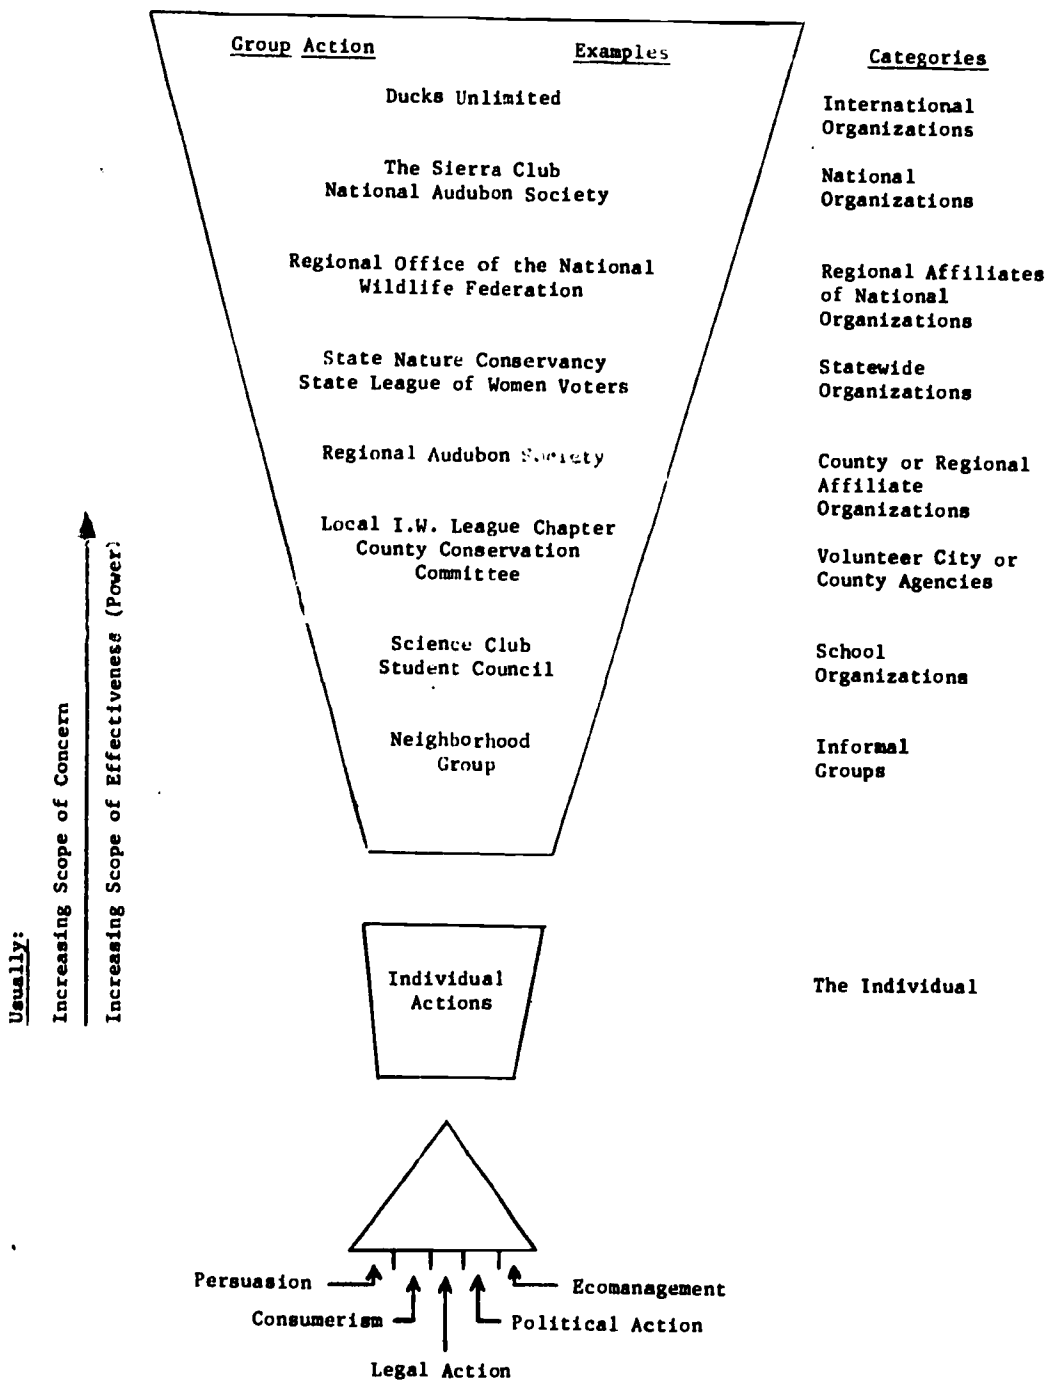 Group Action
Examples
Categories
Ducks Unlimited
International
Organizations
The Sierra Club
National Audubon Society
National
Organizations
Regional Office of the National
Wildlife Federation
Regional Affiliates
of National
Organizations
State Nature Conservancy
State League of Women Voters
Statewide
Organizations
Regional Audubon Society
County or Regional
Affiliate
Organizations
Local I.W. League Chapter
County Conservation
Committee
Volunteer City or
County Agencies
Science Club
Student Council
School
Organizations
Neighborhood
Group
Informal
Groups
Usually:
Increasing Scope of Concern
Increasing Scope of Effectiveness (Power)
Individual
Actions
The Individual
Persuasion
Ecomanagement
Consumerism
Political Action
Legal Action